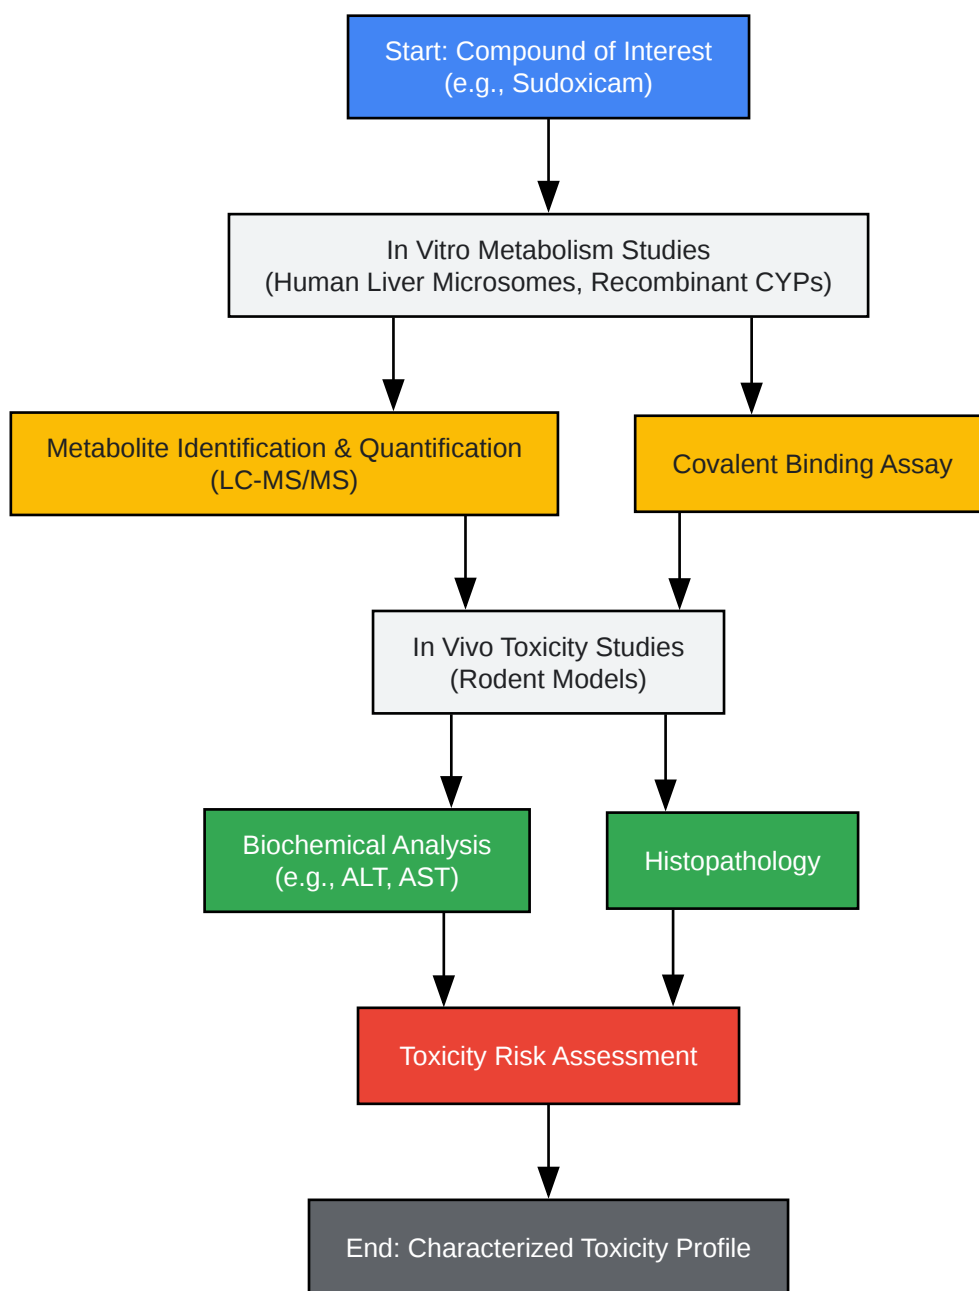 Start: Compound of Interest
(e.g., Sudoxicam)
In Vitro Metabolism Studies
(Human Liver Microsomes, Recombinant CYPs)
Metabolite Identification & Quantification
(LC-MS/MS)
Covalent Binding Assay
In Vivo Toxicity Studies
(Rodent Models)
Biochemical Analysis
(e.g., ALT, AST)
Histopathology
Toxicity Risk Assessment
End: Characterized Toxicity Profile